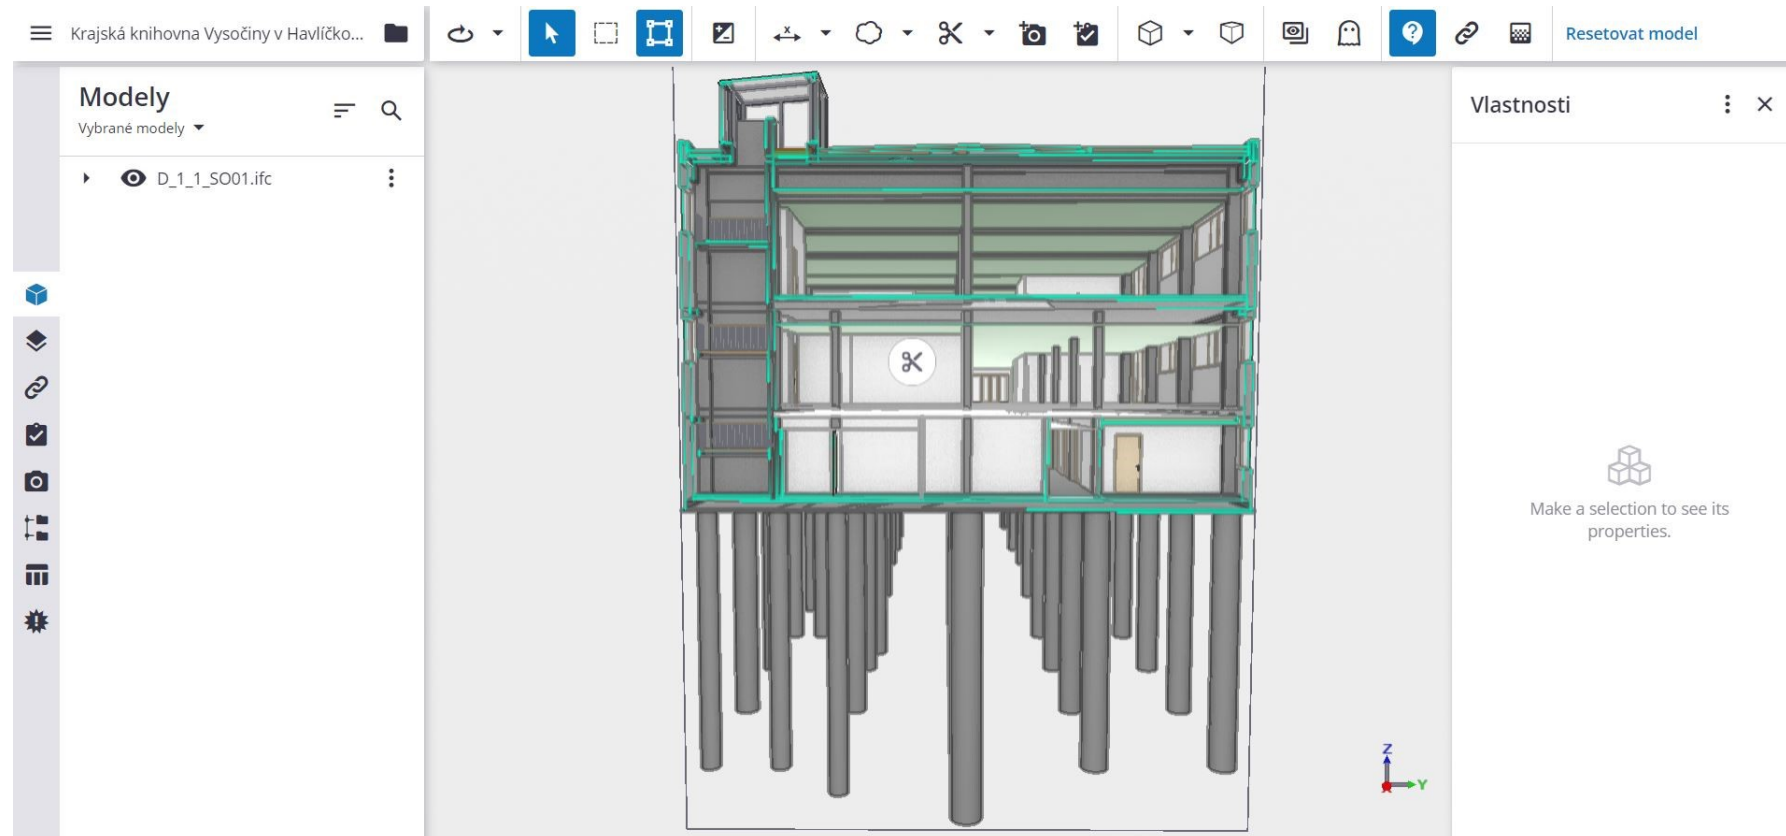 Krajská knihovna Vysočiny v Havlíčko...
Resetovat model
Modely
Vybrané modely
D_1_1_SO01.ifc
Vlastnosti
Make a selection to see its
properties.
Z
Y
X